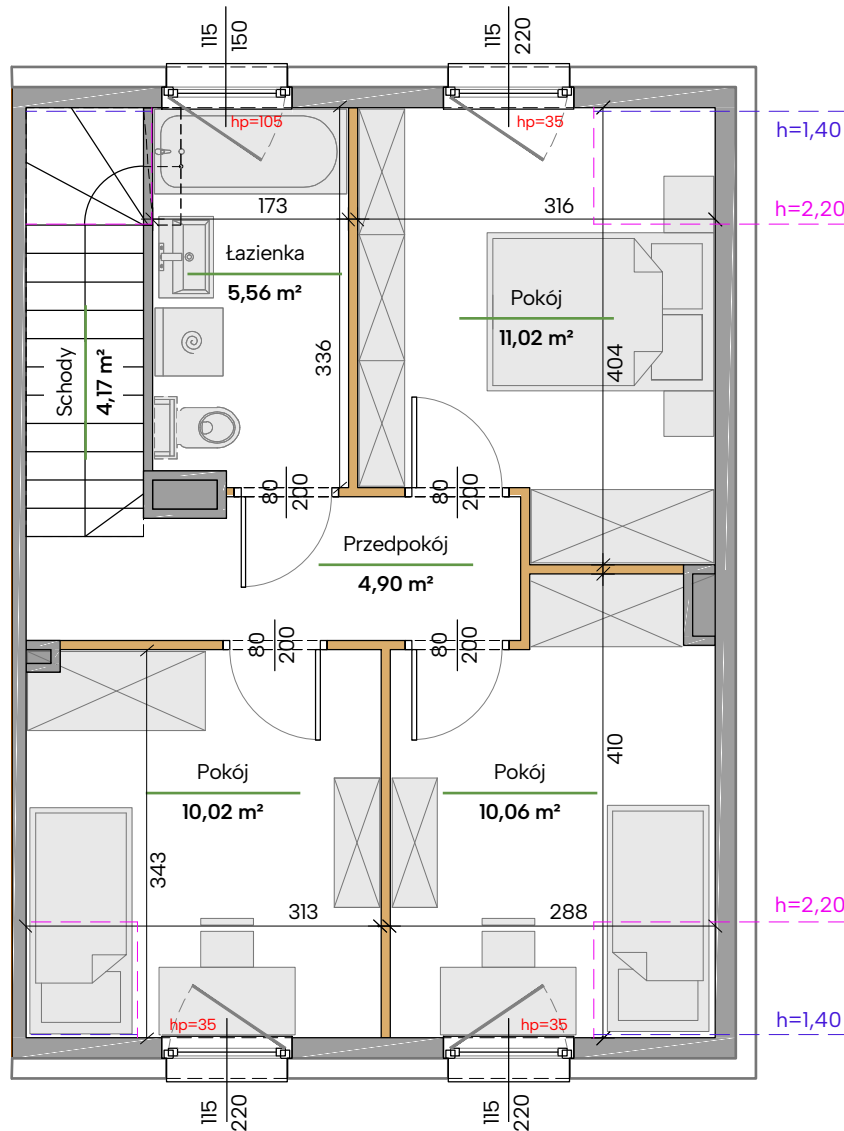 115
150
115
220
hp=105
hp=35
h=1,40
173
316
h=2,20
Łazienka
5,56 m²
Pokój
11,02 m²
336
404
Schody
4,17 m²
80
200
80
200
Przedpokój
4,90 m²
80
200
80
200
410
Pokój
10,02 m²
Pokój
10,06 m²
343
313
288
h=2,20
hp=35
hp=35
h=1,40
115
220
115
220